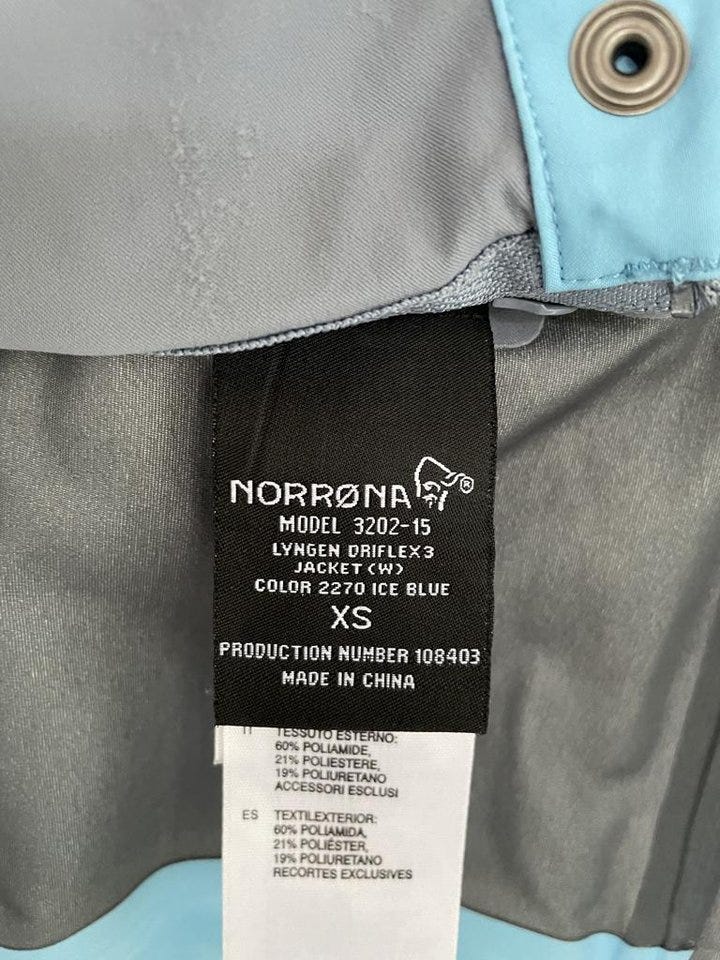 NORRØNA®
MODEL 3202-15
LYNGEN DRIFLEX3
JACKET (W)
COLOR 2270 ICE BLUE
XS
PRODUCTION NUMBER 108403
MADE IN CHINA
IT TESSUTO ESTERNO:
60% POLIAMIDE,
21% POLIESTERE,
19% POLIURETANO
ACCESSORI ESCLUSI
ES TEXTILEXTERIOR:
60% POLIAMIDA,
21% POLIÉSTER,
19% POLIURETANO
RECORTES EXCLUSIVES